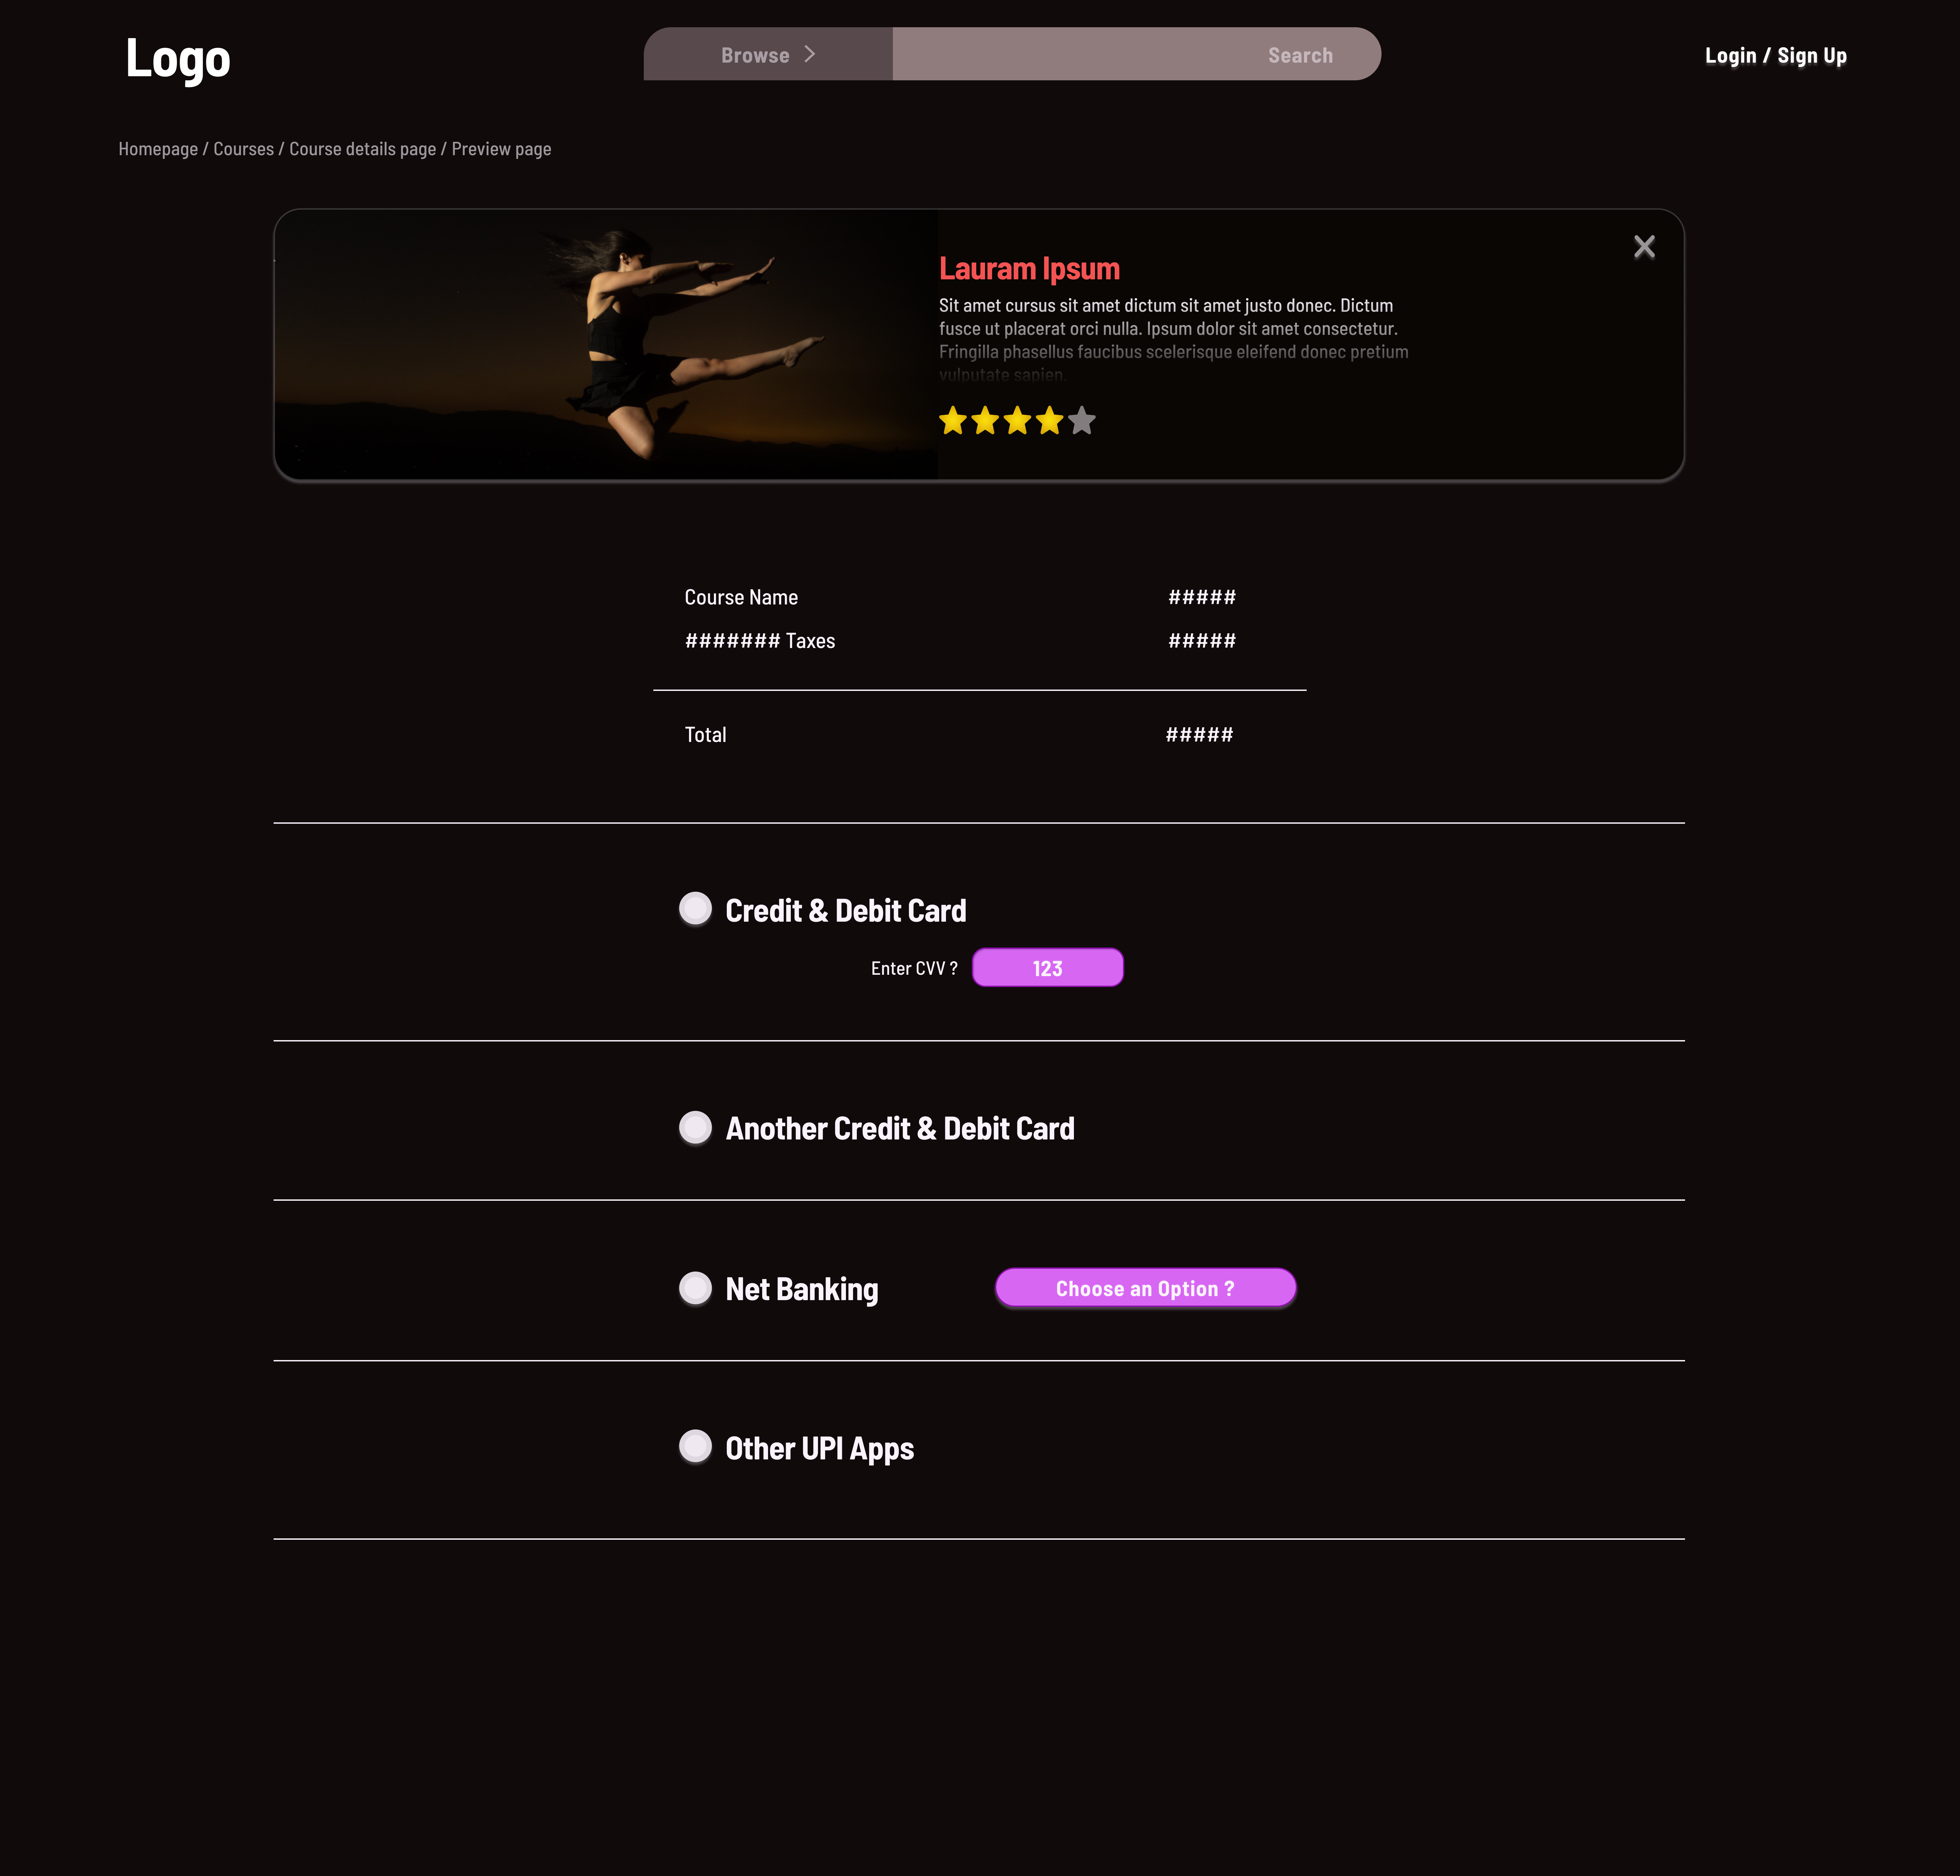 Logo
Browse
Search
Login / Sign Up
Homepage / Courses / Course details page / Preview page
Lauram Ipsum
Sit amet cursus sit amet dictum sit amet justo donec. Dictum
fusce ut placerat orci nulla. Ipsum dolor sit amet consectetur.
Fringilla phasellus faucibus scelerisque eleifend donec pretium
vulputate sapien.
Course Name #####
####### Taxes #####
Total #####
Credit & Debit Card
Enter CVV ? 123
Another Credit & Debit Card
Net Banking Choose an Option ?
Other UPI Apps